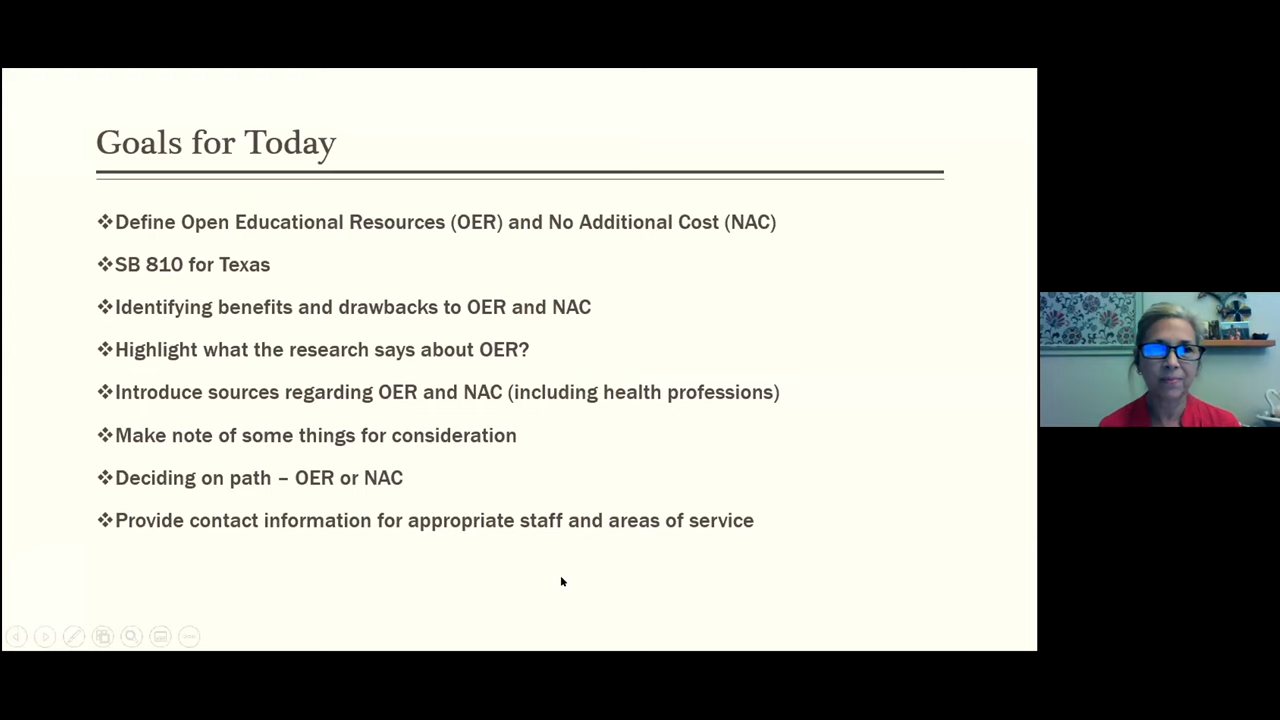 Goals for Today
❖Define Open Educational Resources (OER) and No Additional Cost (NAC)
❖SB 810 for Texas
❖Identifying benefits and drawbacks to OER and NAC
❖Highlight what the research says about OER?
❖Introduce sources regarding OER and NAC (including health professions)
❖Make note of some things for consideration
❖Deciding on path – OER or NAC
❖Provide contact information for appropriate staff and areas of service